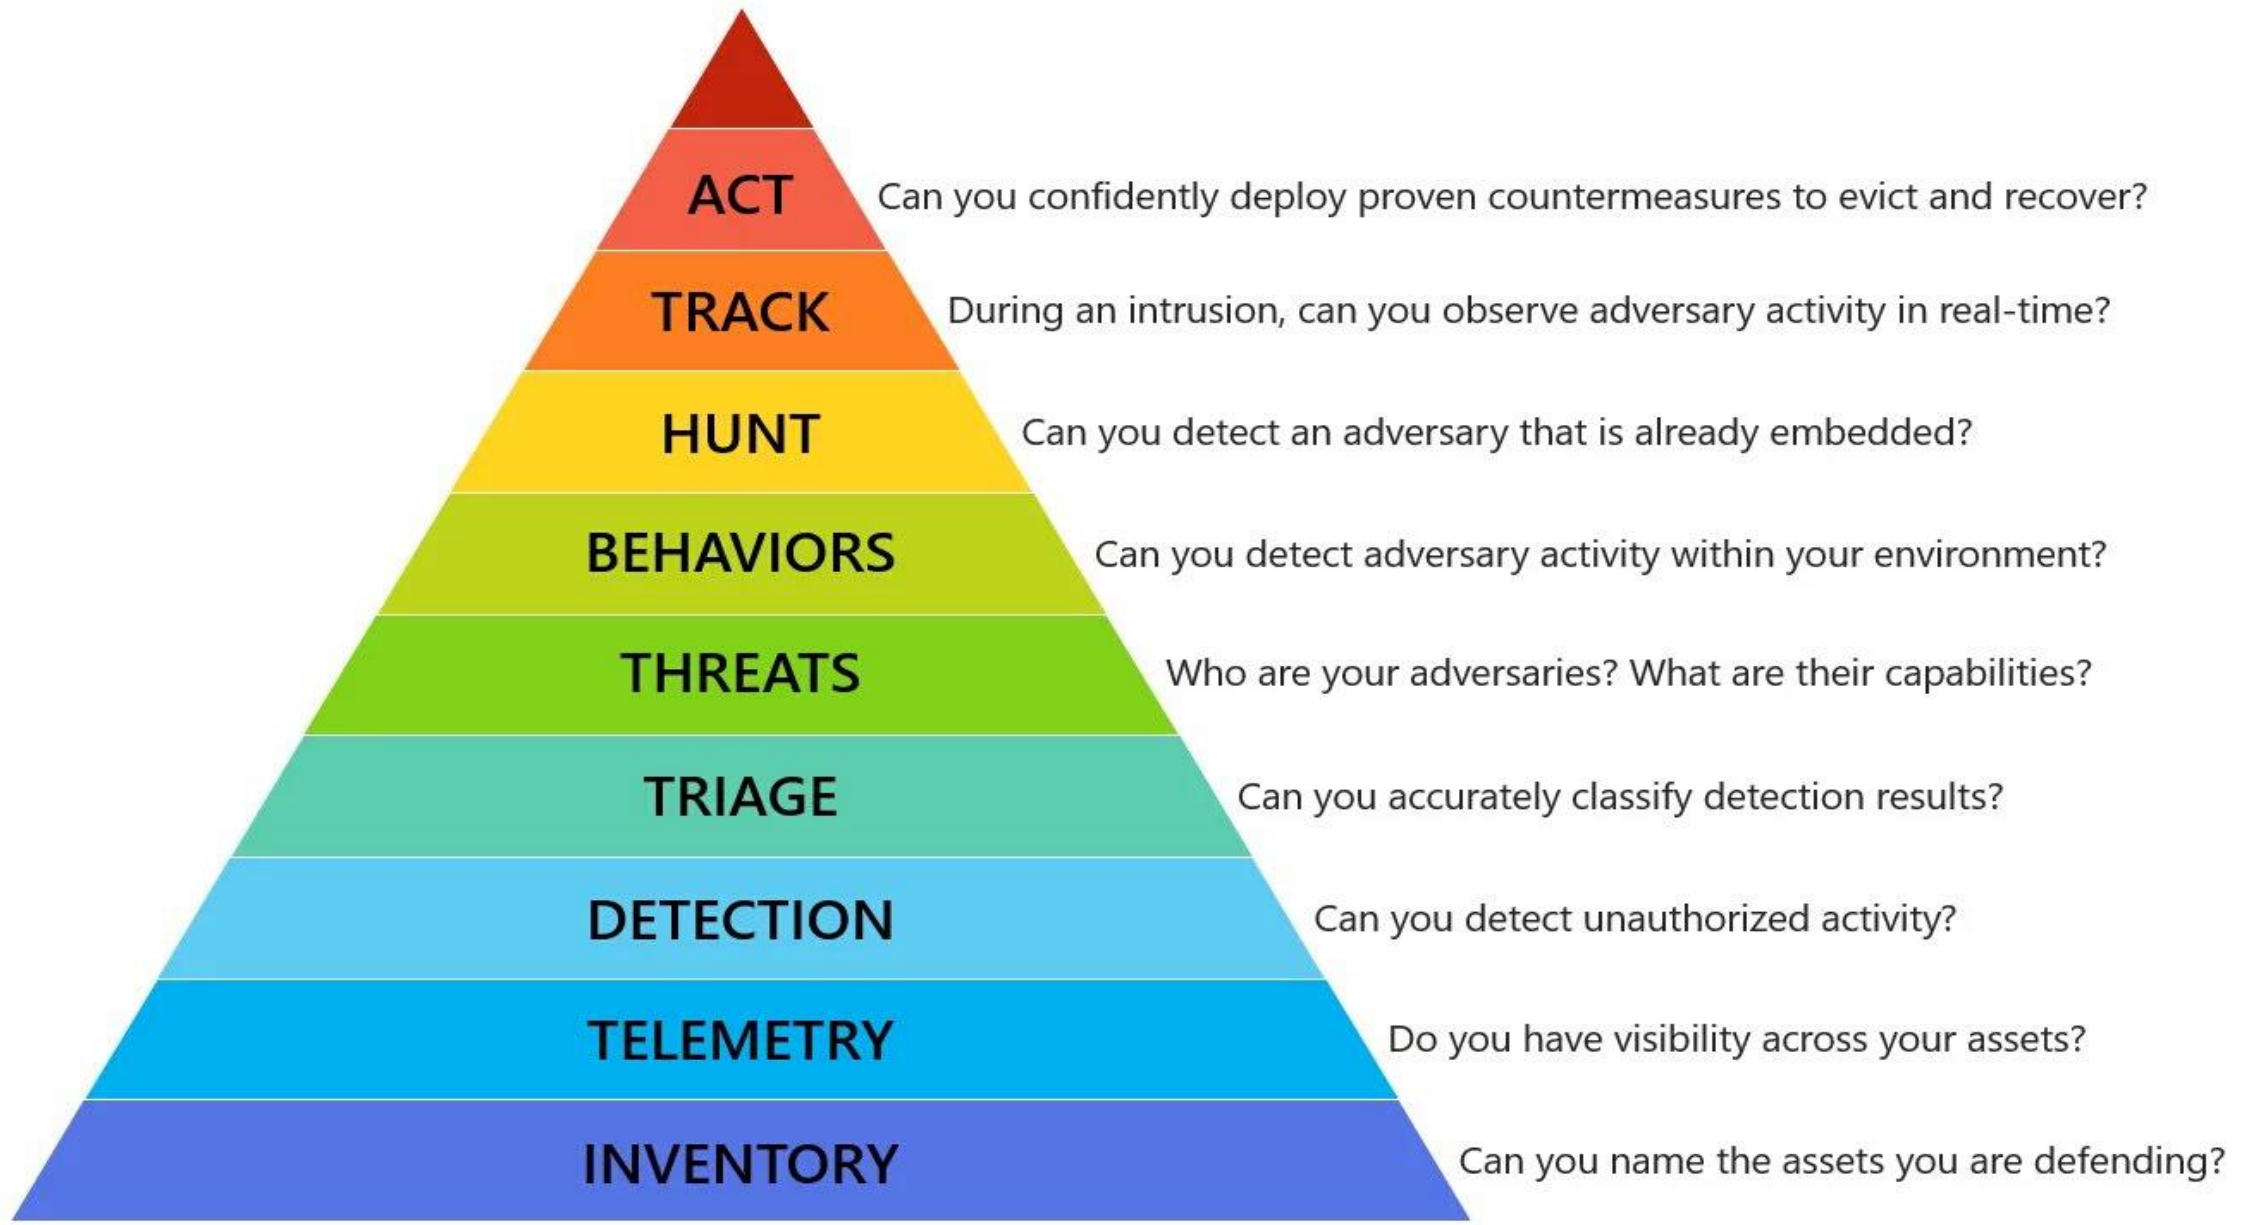 ACT Can you confidently deploy proven countermeasures to evict and recover?
TRACK During an intrusion, can you observe adversary activity in real-time?
HUNT Can you detect an adversary that is already embedded?
BEHAVIORS Can you detect adversary activity within your environment?
THREATS Who are your adversaries? What are their capabilities?
TRIAGE Can you accurately classify detection results?
DETECTION Can you detect unauthorized activity?
TELEMETRY Do you have visibility across your assets?
INVENTORY Can you name the assets you are defending?